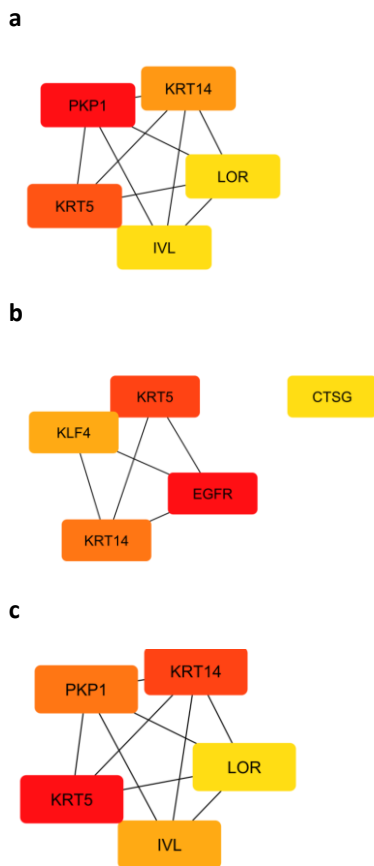 a
PKP1
KRT14
LOR
KRT5
IVL
b
KRT5
CTSG
KLF4
EGFR
KRT14
c
KRT14
PKP1
LOR
KRT5
IVL